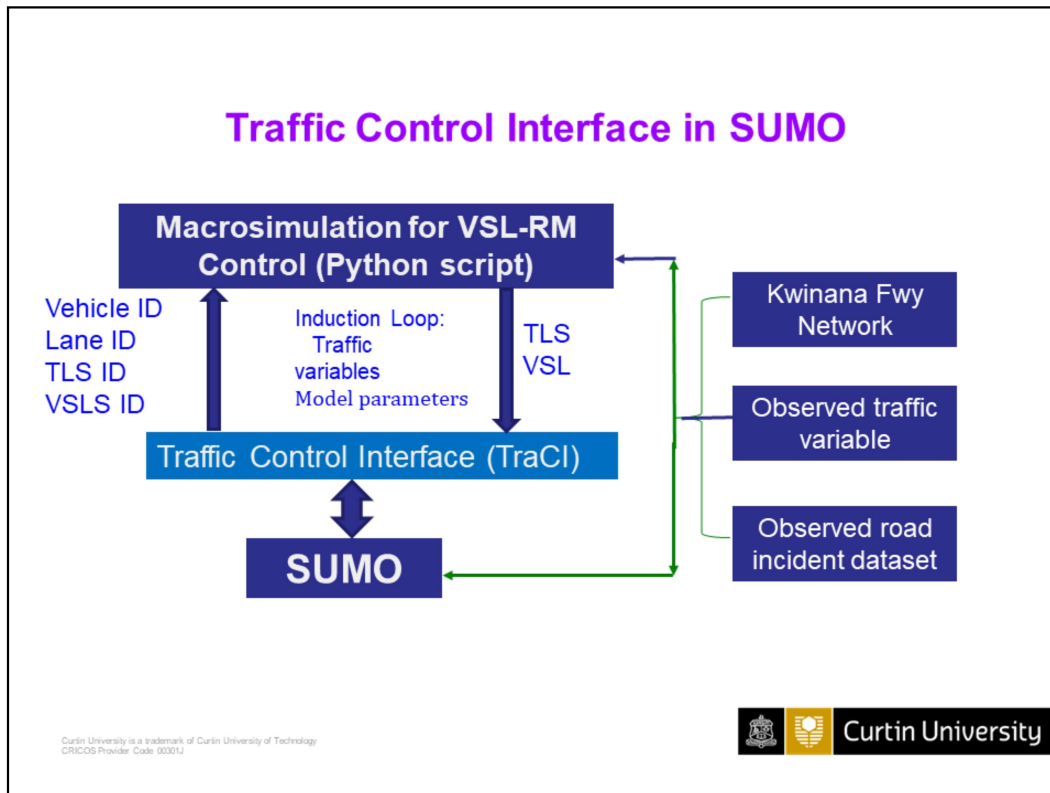 Traffic Control Interface in SUMO
Macrosimulation for VSL-RM
Control (Python script)
Vehicle ID
Lane ID
TLS ID
VSLS ID
Induction Loop:
Traffic
variables
Model parameters
TLS
VSL
Traffic Control Interface (TraCI)
SUMO
Kwinana Fwy
Network
Observed traffic
variable
Observed road
incident dataset
Curtin University is a trademark of Curtin University of Technology
CRICOS Provider Code 00301J
Curtin University